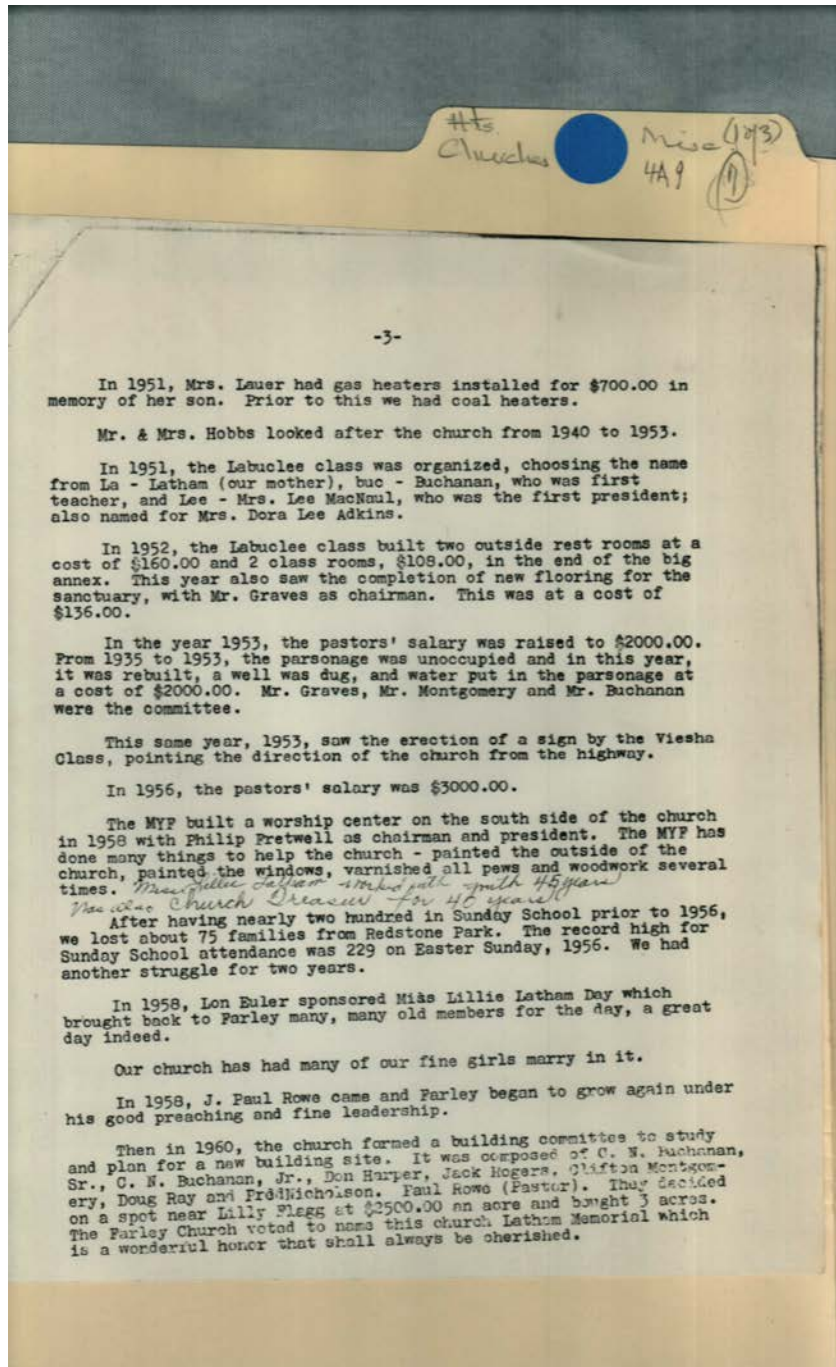 Hts
Churches
Misc (1 of 3)
4A9
-3-
In 1951, Mrs. Lauer had gas heaters installed for $700.00 in
memory of her son. Prior to this we had coal heaters.
Mr. & Mrs. Hobbs looked after the church from 1940 to 1953.
In 1951, the Labuclee class was organized, choosing the name
from La - Latham (our mother), buc - Buchanan, who was first
teacher, and Lee - Mrs. Lee MacNaul, who was the first president;
also named for Mrs. Dora Lee Adkins.
In 1952, the Labuclee class built two outside rest rooms at a
cost of $160.00 and 2 class rooms, $108.00, in the end of the big
annex. This year also saw the completion of new flooring for the
sanctuary, with Mr. Graves as chairman. This was at a cost of
$136.00.
In the year 1953, the pastors' salary was raised to $2000.00.
From 1935 to 1953, the parsonage was unoccupied and in this year,
it was rebuilt, a well was dug, and water put in the parsonage at
a cost of $2000.00. Mr. Graves, Mr. Montgomery and Mr. Buchanan
were the committee.
This same year, 1953, saw the erection of a sign by the Viesha
Class, pointing the direction of the church from the highway.
In 1956, the pastors' salary was $3000.00.
The MYF built a worship center on the south side of the church
in 1958 with Philip Fretwell as chairman and president. The MYF has
done many things to help the church - painted the outside of the
church, painted the windows, varnished all pews and woodwork several
times. Miss Lillie Latham worked with youth 45 years
Was also Church Treasur for 40 years
After having nearly two hundred in Sunday School prior to 1956,
we lost about 75 families from Redstone Park. The record high for
Sunday School attendance was 229 on Easter Sunday, 1956. We had
another struggle for two years.
In 1958, Lon Euler sponsored Miss Lillie Latham Day which
brought back to Farley many, many old members for the day, a great
day indeed.
Our church has had many of our fine girls marry in it.
In 1958, J. Paul Rowe came and Farley began to grow again under
his good preaching and fine leadership.
Then in 1960, the church formed a building committee to study
and plan for a new building site. It was composed of C. N. Buchanan,
Sr., C. N. Buchanan, Jr., Don Harper, Jack Rogers, Clifton Montgom-
ery, Doug Ray and FredNicholson. Paul Rowe (Pastor). They decided
on a spot near Lilly Flagg at $2500.00 an acre and bought 3 acres.
The Farley Church voted to name this church Latham Memorial which
is a wonderful honor that shall always be cherished.